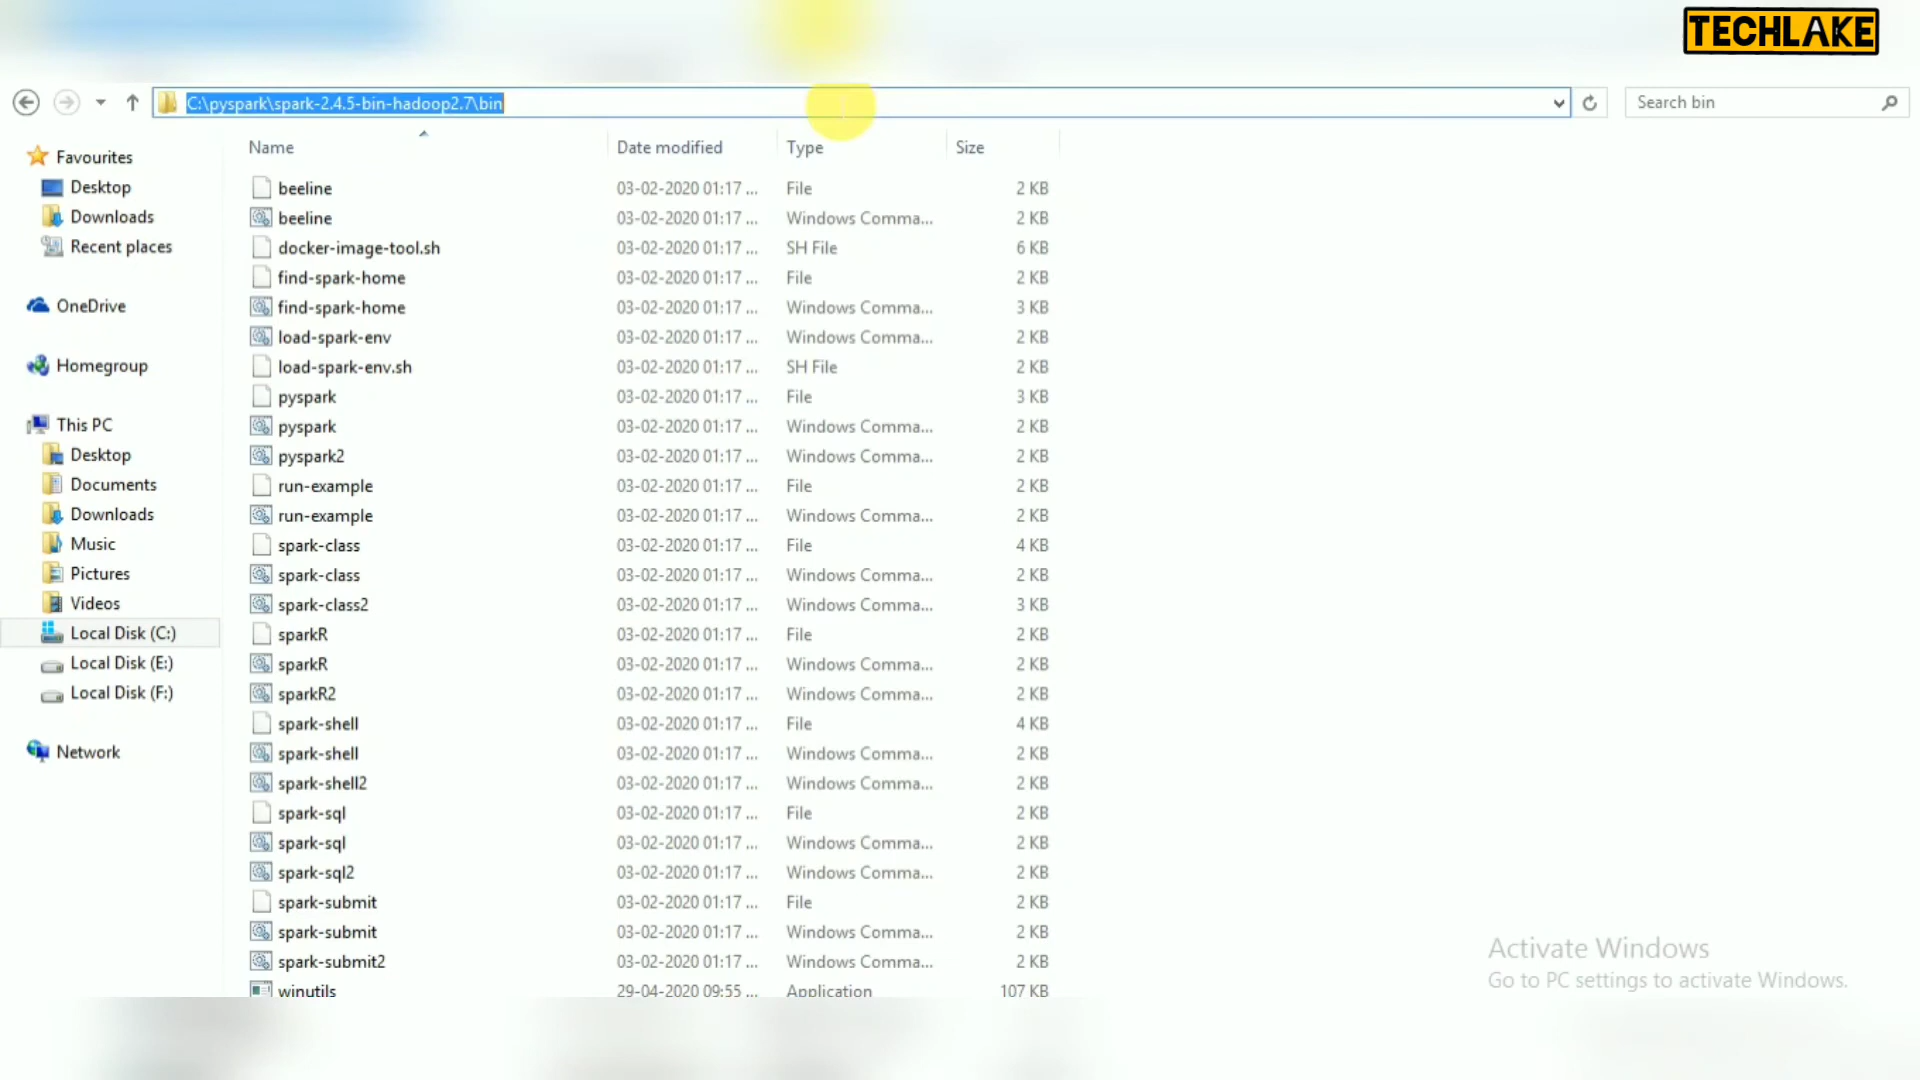 TECHLAKE
C:\pyspark\spark-2.4.5-bin-hadoop2.7\bin
Search bin
Name Date modified Type Size
Favourites
Desktop
Downloads
Recent places
OneDrive
Homegroup
This PC
Desktop
Documents
Downloads
Music
Pictures
Videos
Local Disk (C:)
Local Disk (E:)
Local Disk (F:)
Network
beeline 03-02-2020 01:17 ... File 2 KB
beeline 03-02-2020 01:17 ... Windows Comma... 2 KB
docker-image-tool.sh 03-02-2020 01:17 ... SH File 6 KB
find-spark-home 03-02-2020 01:17 ... File 2 KB
find-spark-home 03-02-2020 01:17 ... Windows Comma... 3 KB
load-spark-env 03-02-2020 01:17 ... Windows Comma... 2 KB
load-spark-env.sh 03-02-2020 01:17 ... SH File 2 KB
pyspark 03-02-2020 01:17 ... File 3 KB
pyspark 03-02-2020 01:17 ... Windows Comma... 2 KB
pyspark2 03-02-2020 01:17 ... Windows Comma... 2 KB
run-example 03-02-2020 01:17 ... File 2 KB
run-example 03-02-2020 01:17 ... Windows Comma... 2 KB
spark-class 03-02-2020 01:17 ... File 4 KB
spark-class 03-02-2020 01:17 ... Windows Comma... 2 KB
spark-class2 03-02-2020 01:17 ... Windows Comma... 3 KB
sparkR 03-02-2020 01:17 ... File 2 KB
sparkR 03-02-2020 01:17 ... Windows Comma... 2 KB
sparkR2 03-02-2020 01:17 ... Windows Comma... 2 KB
spark-shell 03-02-2020 01:17 ... File 4 KB
spark-shell 03-02-2020 01:17 ... Windows Comma... 2 KB
spark-shell2 03-02-2020 01:17 ... Windows Comma... 2 KB
spark-sql 03-02-2020 01:17 ... File 2 KB
spark-sql 03-02-2020 01:17 ... Windows Comma... 2 KB
spark-sql2 03-02-2020 01:17 ... Windows Comma... 2 KB
spark-submit 03-02-2020 01:17 ... File 2 KB
spark-submit 03-02-2020 01:17 ... Windows Comma... 2 KB
spark-submit2 03-02-2020 01:17 ... Windows Comma... 2 KB
winutils 29-04-2020 09:55 ... Application 107 KB
Activate Windows
Go to PC settings to activate Windows.